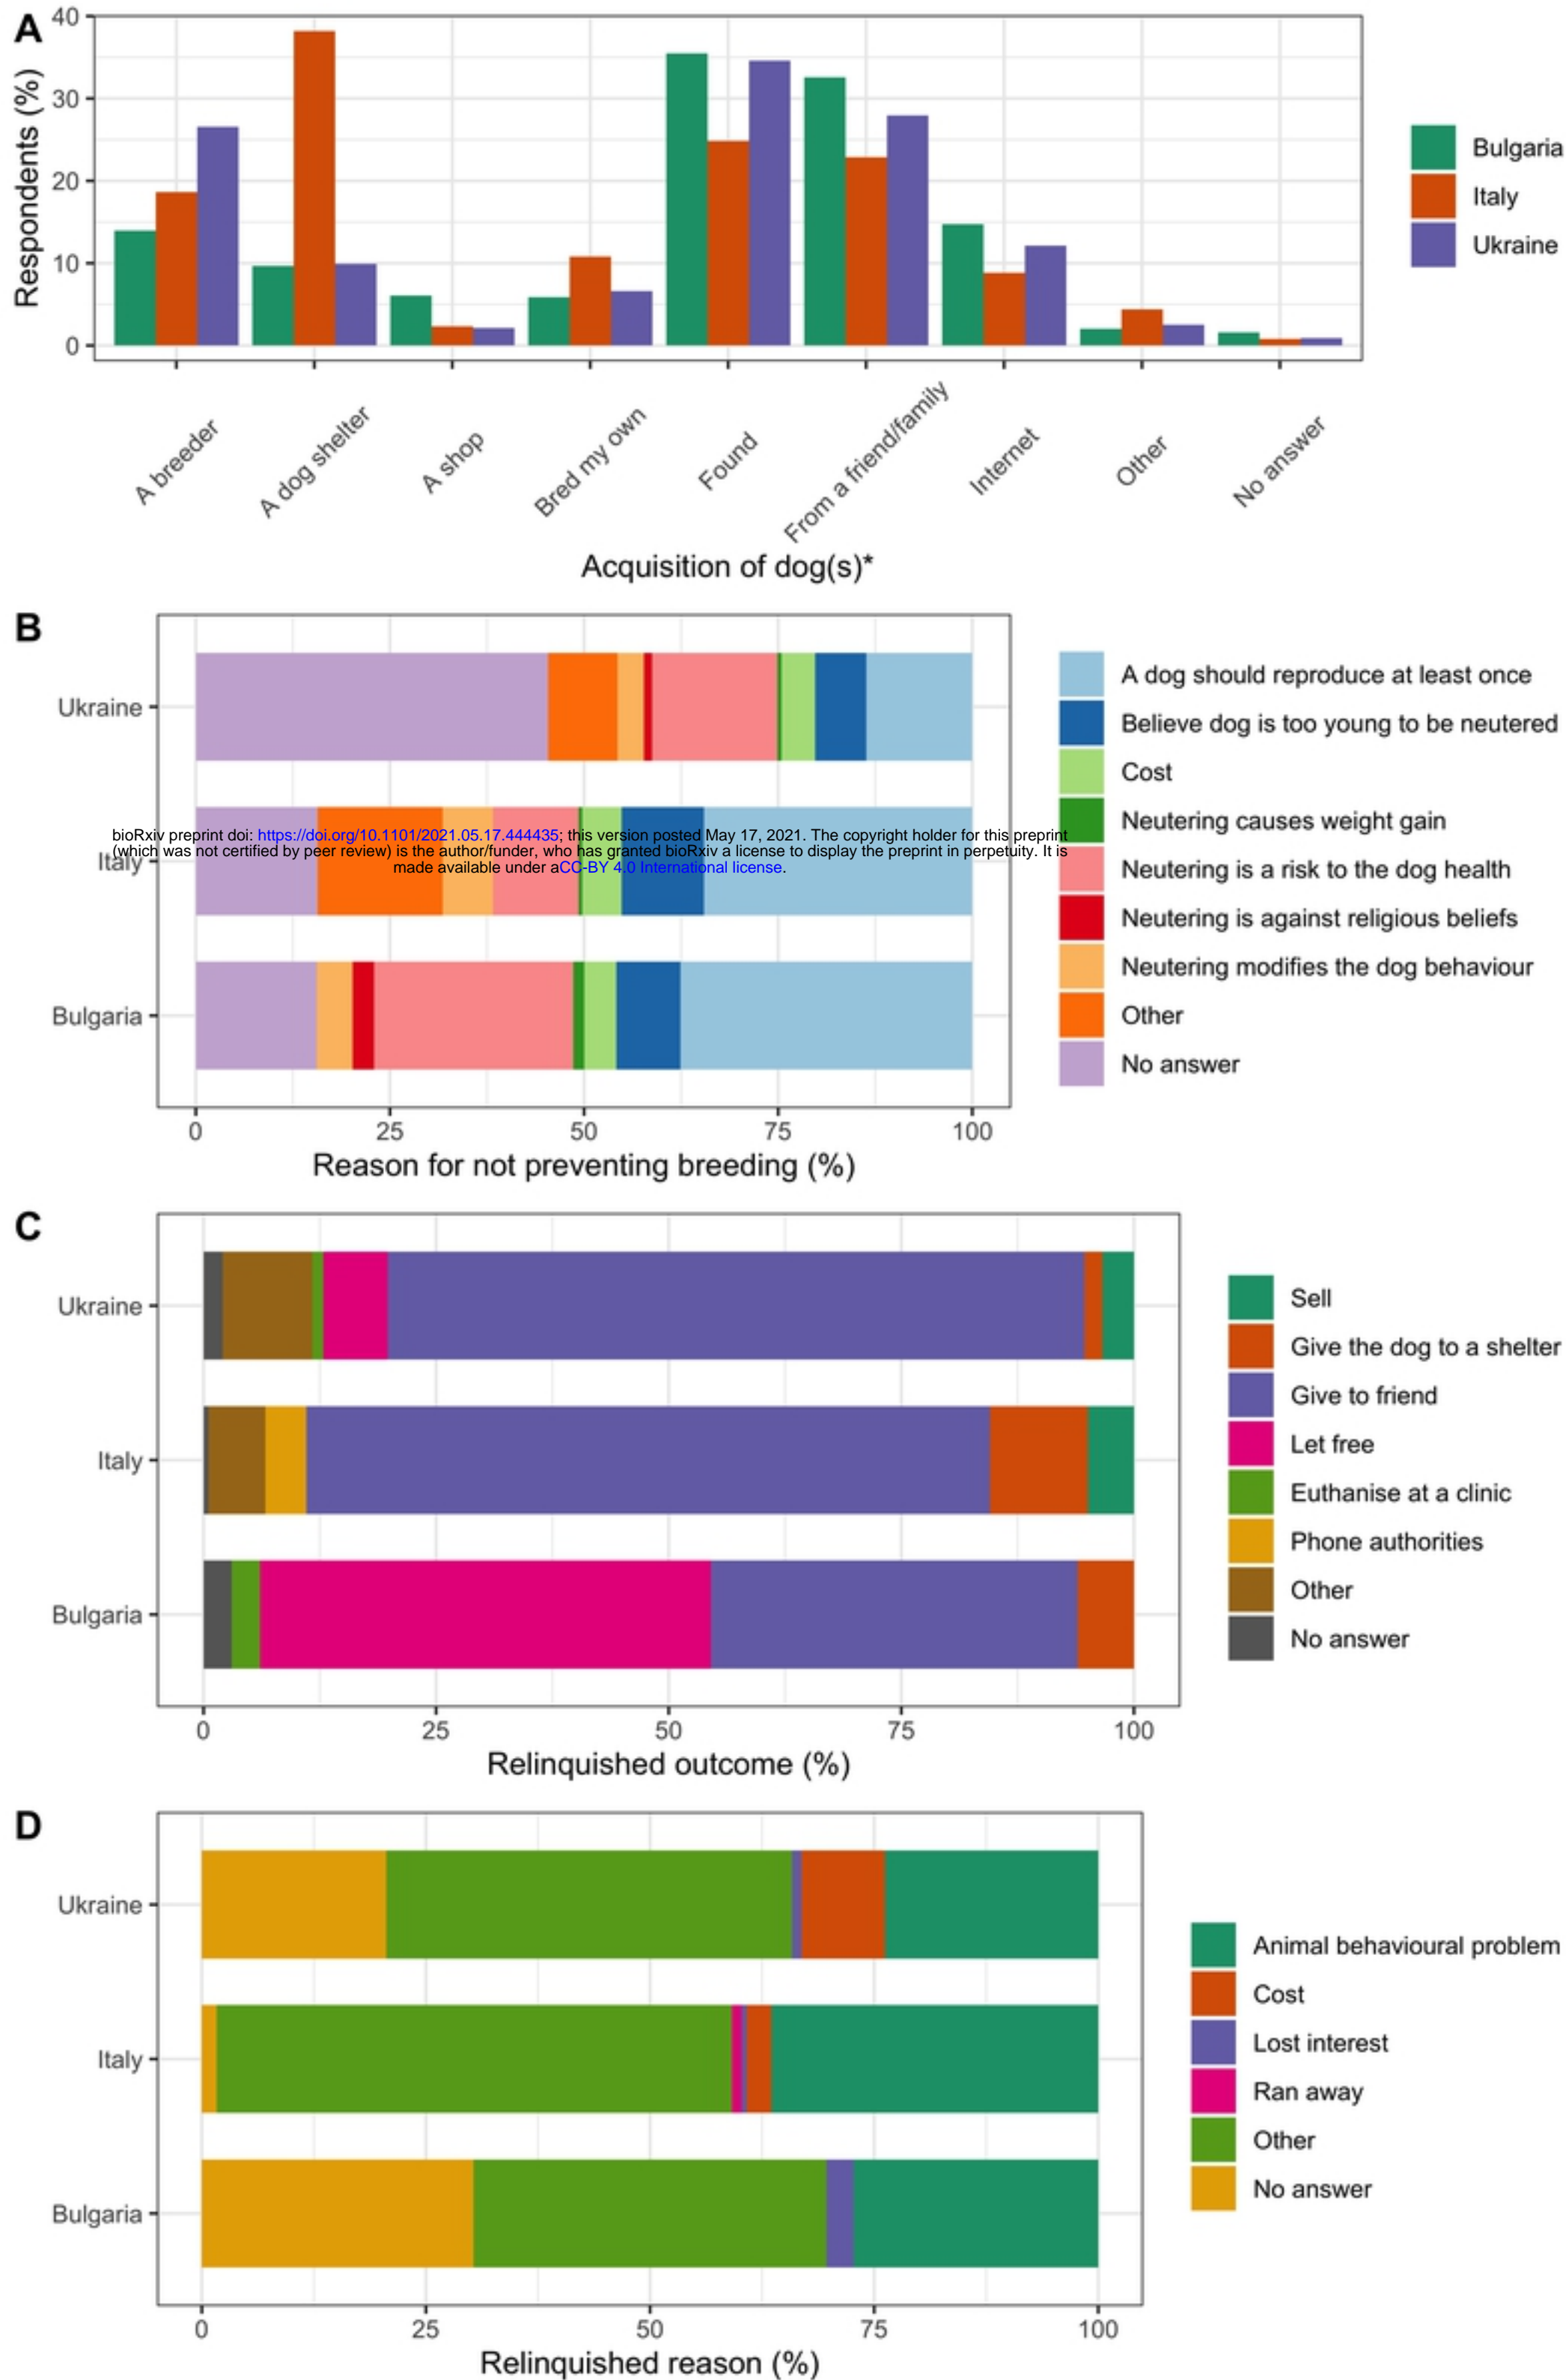 A
40
30
20
10
0
Respondents (%)
A breeder
A dog shelter
A shop
Bred my own
Found
From a friend/family
Internet
Other
No answer
Acquisition of dog(s)*
Bulgaria
Italy
Ukraine
B
Ukraine
Italy
Bulgaria
bioRxiv preprint doi: https://doi.org/10.1101/2021.05.17.444435; this version posted May 17, 2021. The copyright holder for this preprint
(which was not certified by peer review) is the author/funder, who has granted bioRxiv a license to display the preprint in perpetuity. It is
made available under aCC-BY 4.0 International license.
0
25
50
75
100
Reason for not preventing breeding (%)
A dog should reproduce at least once
Believe dog is too young to be neutered
Cost
Neutering causes weight gain
Neutering is a risk to the dog health
Neutering is against religious beliefs
Neutering modifies the dog behaviour
Other
No answer
C
Ukraine
Italy
Bulgaria
0
25
50
75
100
Relinquished outcome (%)
Sell
Give the dog to a shelter
Give to friend
Let free
Euthanise at a clinic
Phone authorities
Other
No answer
D
Ukraine
Italy
Bulgaria
0
25
50
75
100
Relinquished reason (%)
Animal behavioural problem
Cost
Lost interest
Ran away
Other
No answer